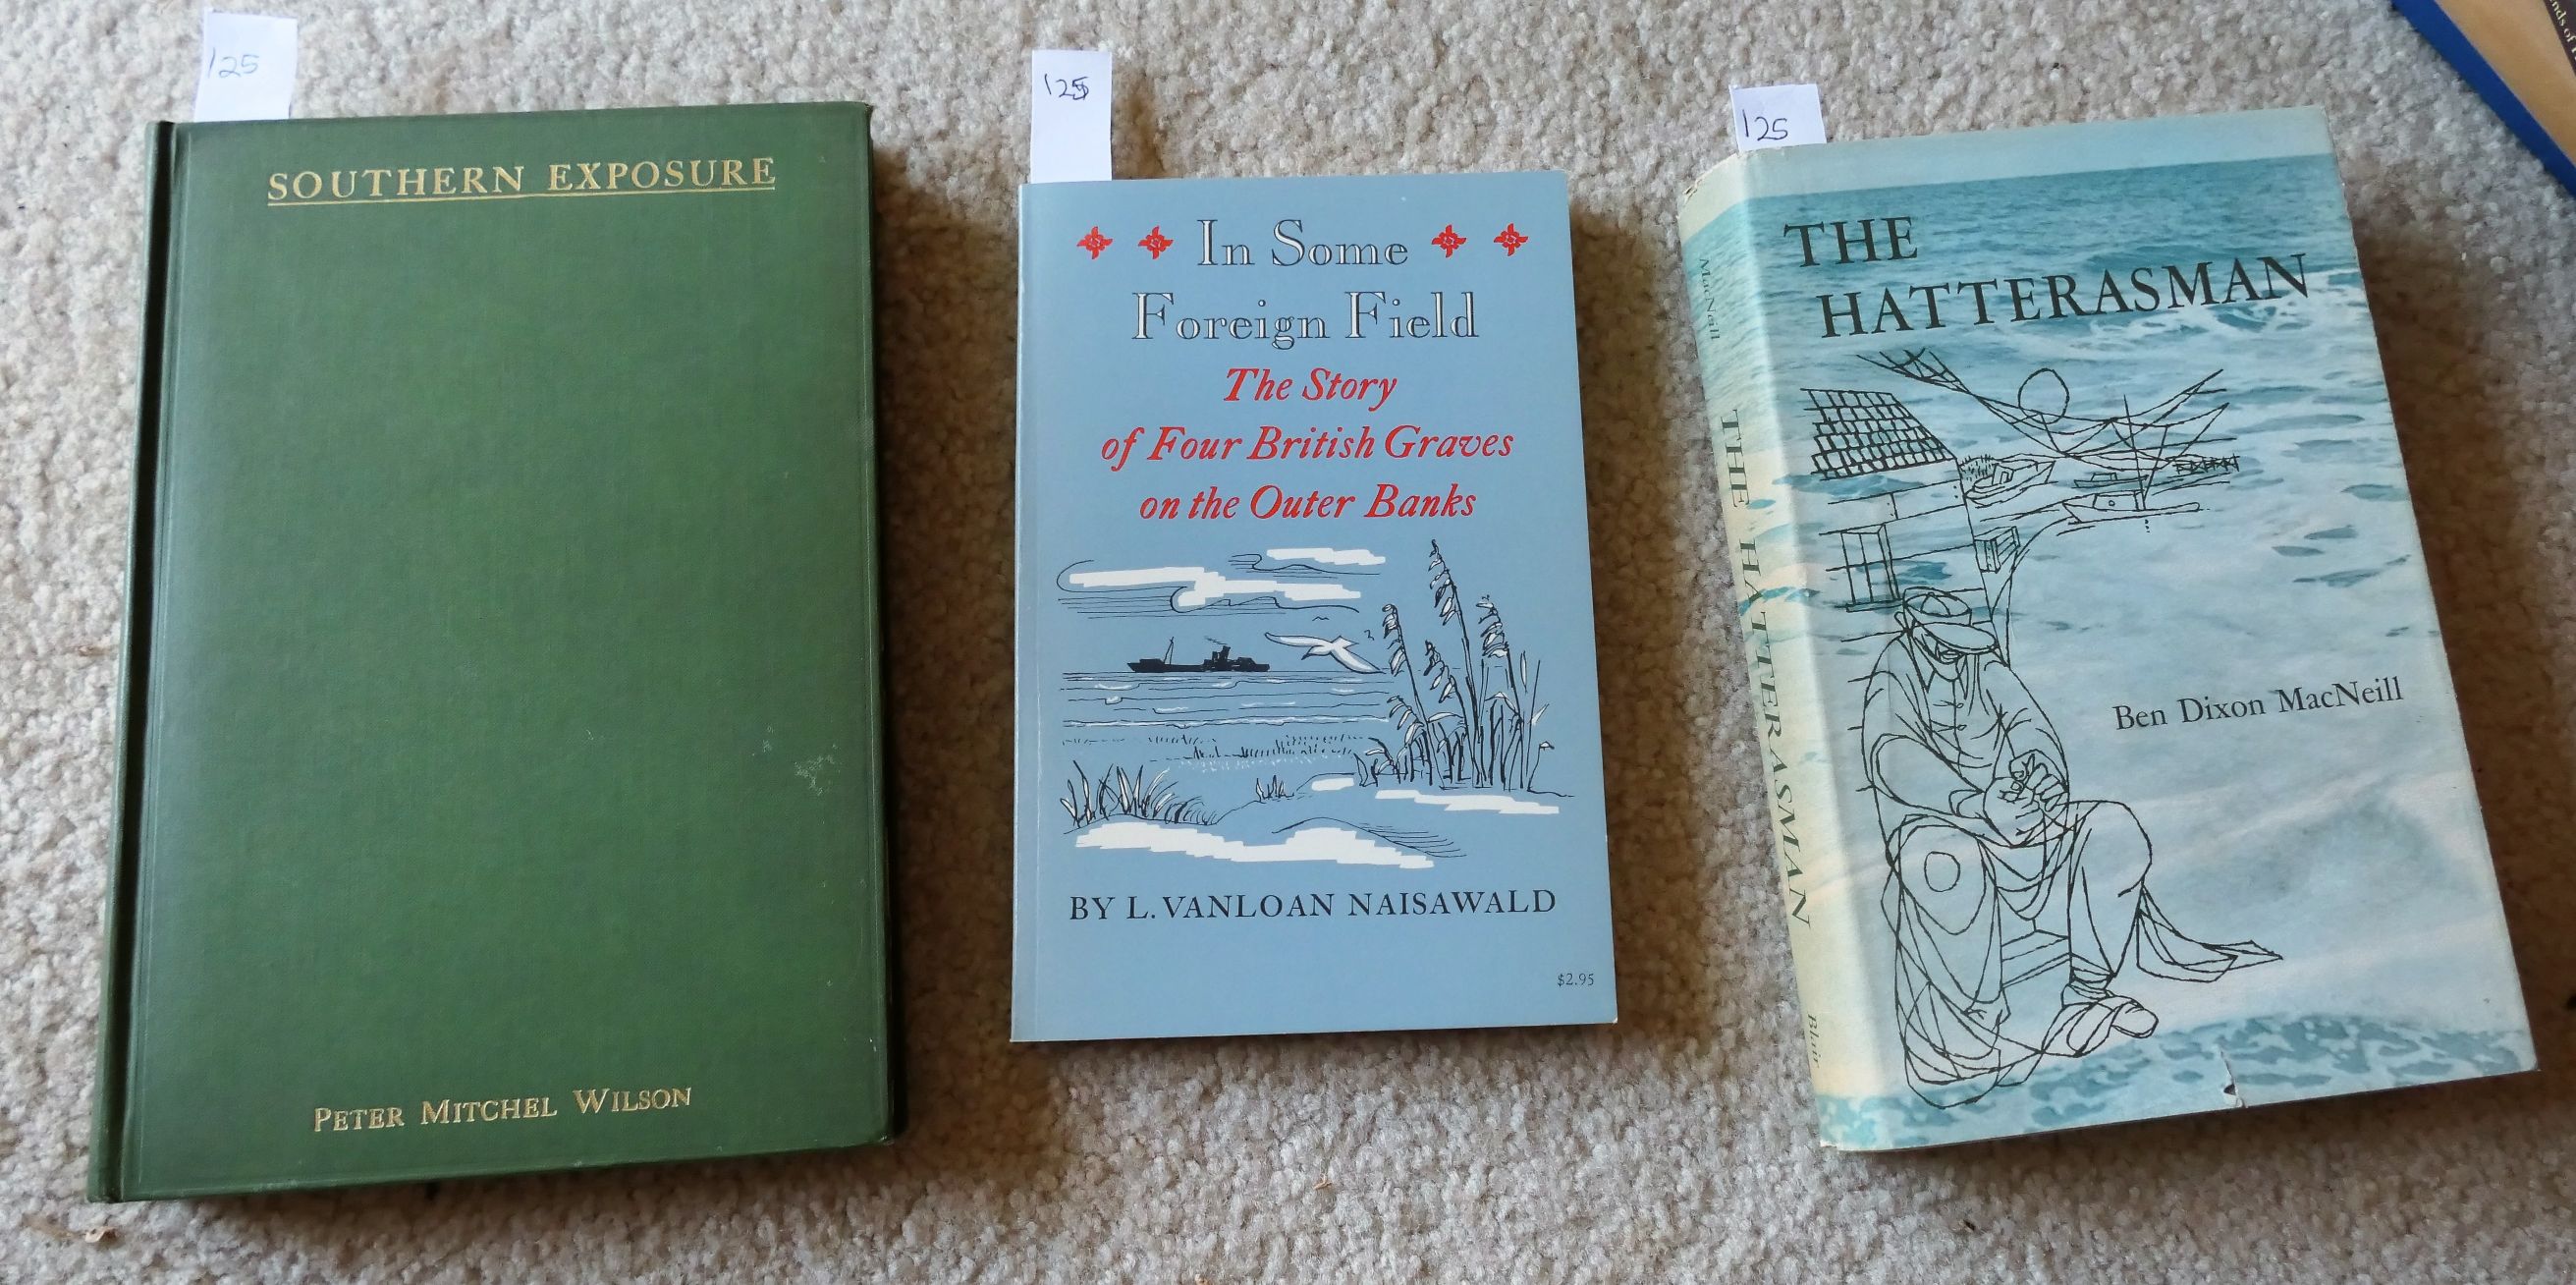 125
SOUTHERN EXPOSURE
PETER MITCHEL WILSON
125
In Some
Foreign Field
The Story
of Four British Graves
on the Outer Banks
BY L. VANLOAN NAISAWALD
$2.95
125
THE
HATTERASMAN
Ben Dixon MacNeill
MacNeill THE HATTERASMAN Blair
of